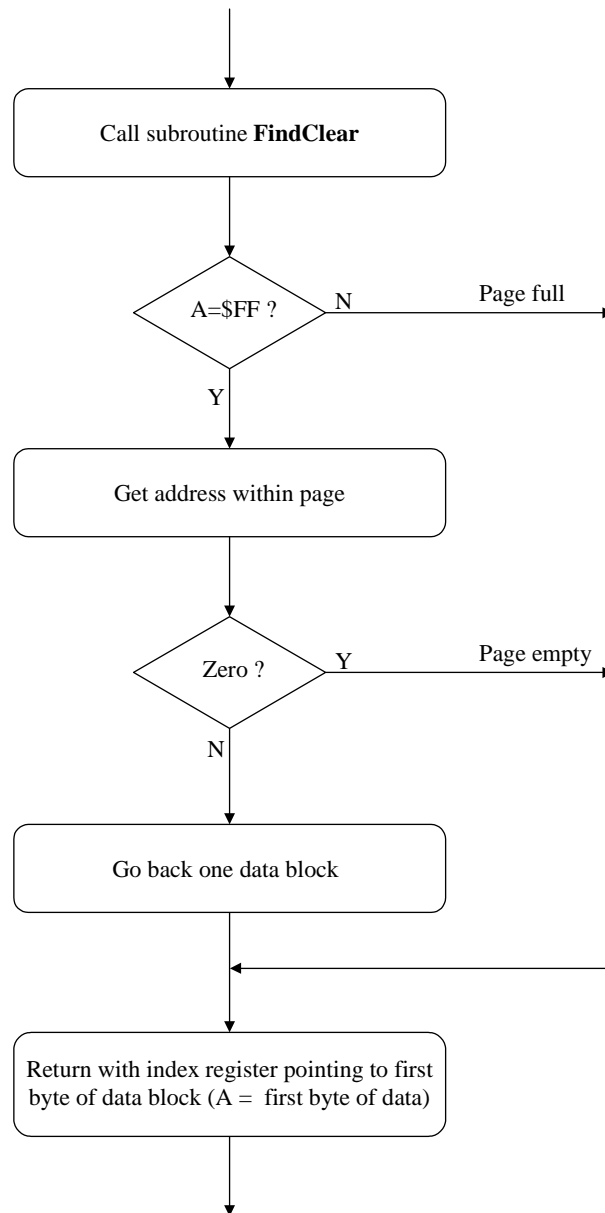 Call subroutine FindClear
A=$FF ?
N
Page full
Y
Get address within page
Zero ?
Y
Page empty
N
Go back one data block
Return with index register pointing to first
byte of data block (A =  first byte of data)